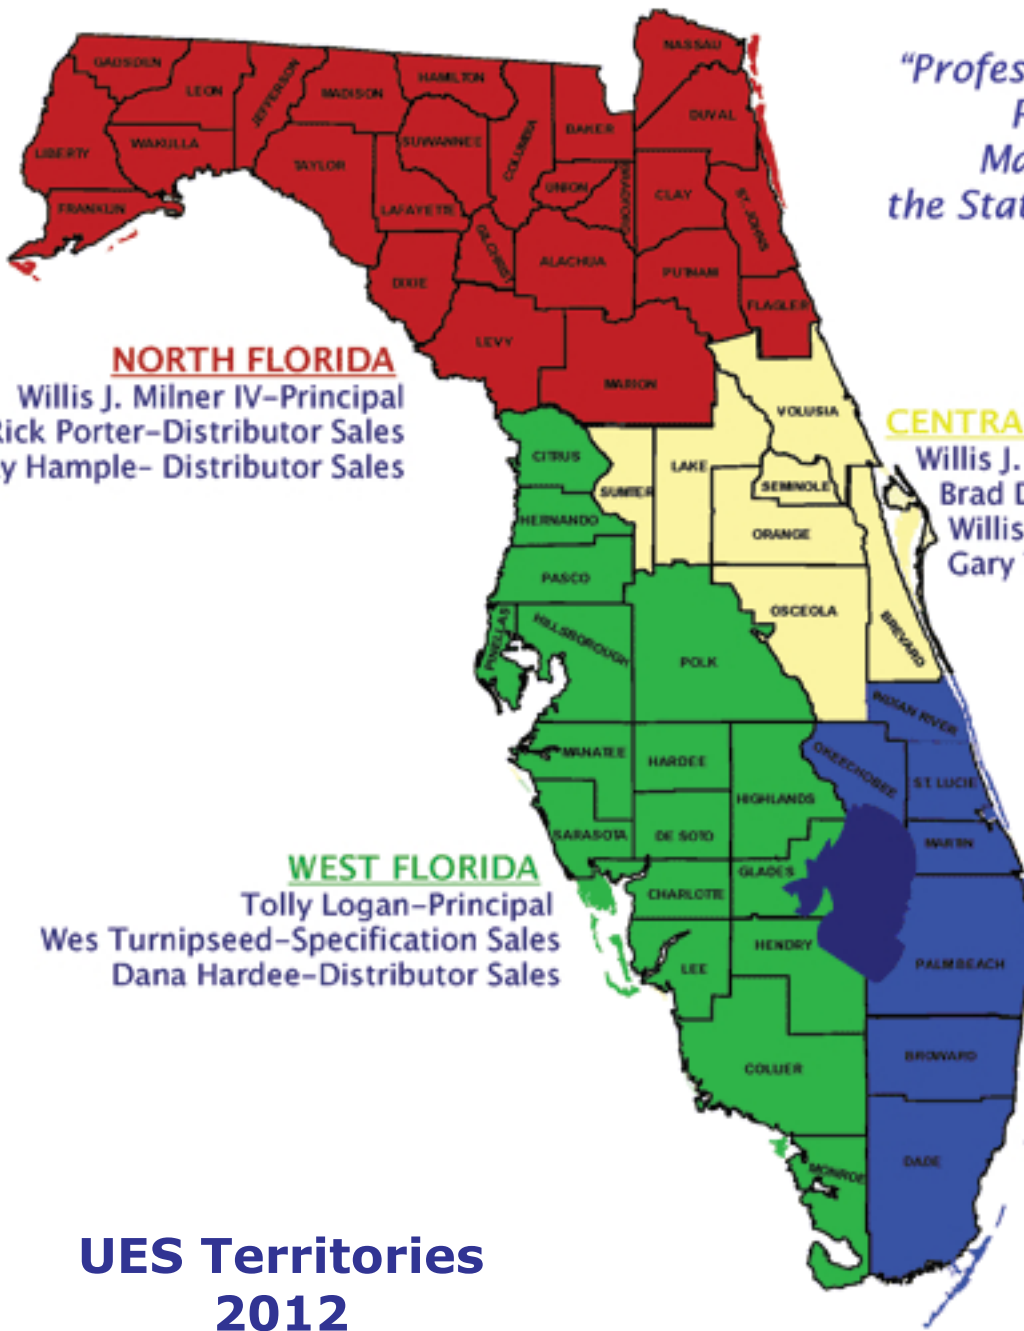 NASSAU
GADSDEN
LEON
JEFFERSON
MADISON
HAMILTON
COLUMBIA
BAKER
DUVAL
LIBERTY
WAKULLA
TAYLOR
SUWANNEE
UNION
BRADFORD
CLAY
ST. JOHNS
FRANKLIN
LAFAYETTE
GILCHRIST
ALACHUA
PUTNAM
DIXIE
FLAGLER
LEVY
MARION
"Profes
Ma
the Stat
NORTH FLORIDA
Willis J. Milner IV-Principal
Rick Porter-Distributor Sales
y Hample- Distributor Sales
VOLUSIA
CENTRA
Willis J.
Brad D
Willis
Gary
CITRUS
SUMTER
LAKE
SEMINOLE
HERNANDO
ORANGE
PASCO
OSCEOLA
BREVARD
PINELLAS
HILLSBOROUGH
POLK
INDIAN RIVER
MANATEE
HARDEE
OKEECHOBEE
ST. LUCIE
HIGHLANDS
SARASOTA
DE SOTO
MARTIN
GLADES
CHARLOTTE
WEST FLORIDA
Tolly Logan-Principal
Wes Turnipseed-Specification Sales
Dana Hardee-Distributor Sales
HENDRY
LEE
PALM BEACH
COLLIER
BROWARD
MONROE
DADE
UES Territories
2012